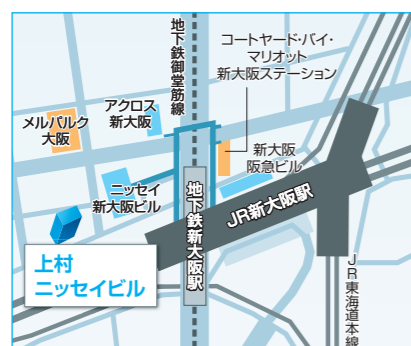 地下鉄御堂筋線
コートヤード・バイ・
マリオット
新大阪ステーション
アクロス
新大阪
メルパルク
大阪
新大阪
阪急ビル
ニッセイ
新大阪ビル
地下鉄新大阪駅
JR新大阪駅
上村
ニッセイビル
JR東海道本線